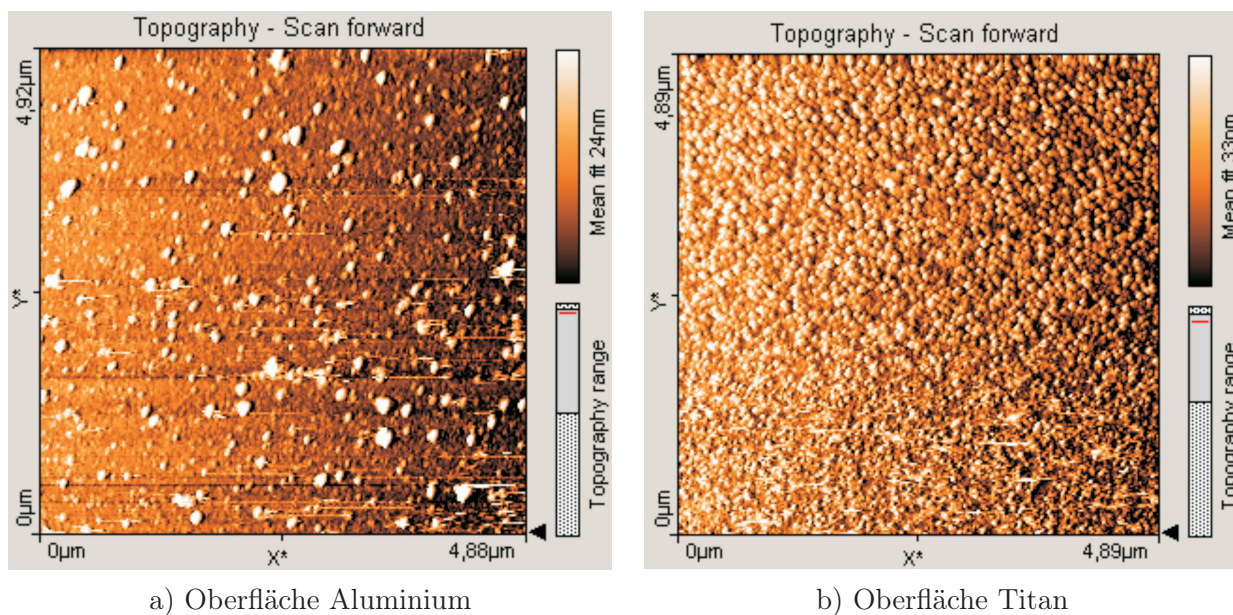 Topography - Scan forward
4,92µm
Y*
0µm
0µm
X*
4,88µm
Mean fit 24nm
Topography range
a) Oberfläche Aluminium
Topography - Scan forward
4,89µm
Y*
0µm
0µm
X*
4,89µm
Mean fit 33nm
Topography range
b) Oberfläche Titan